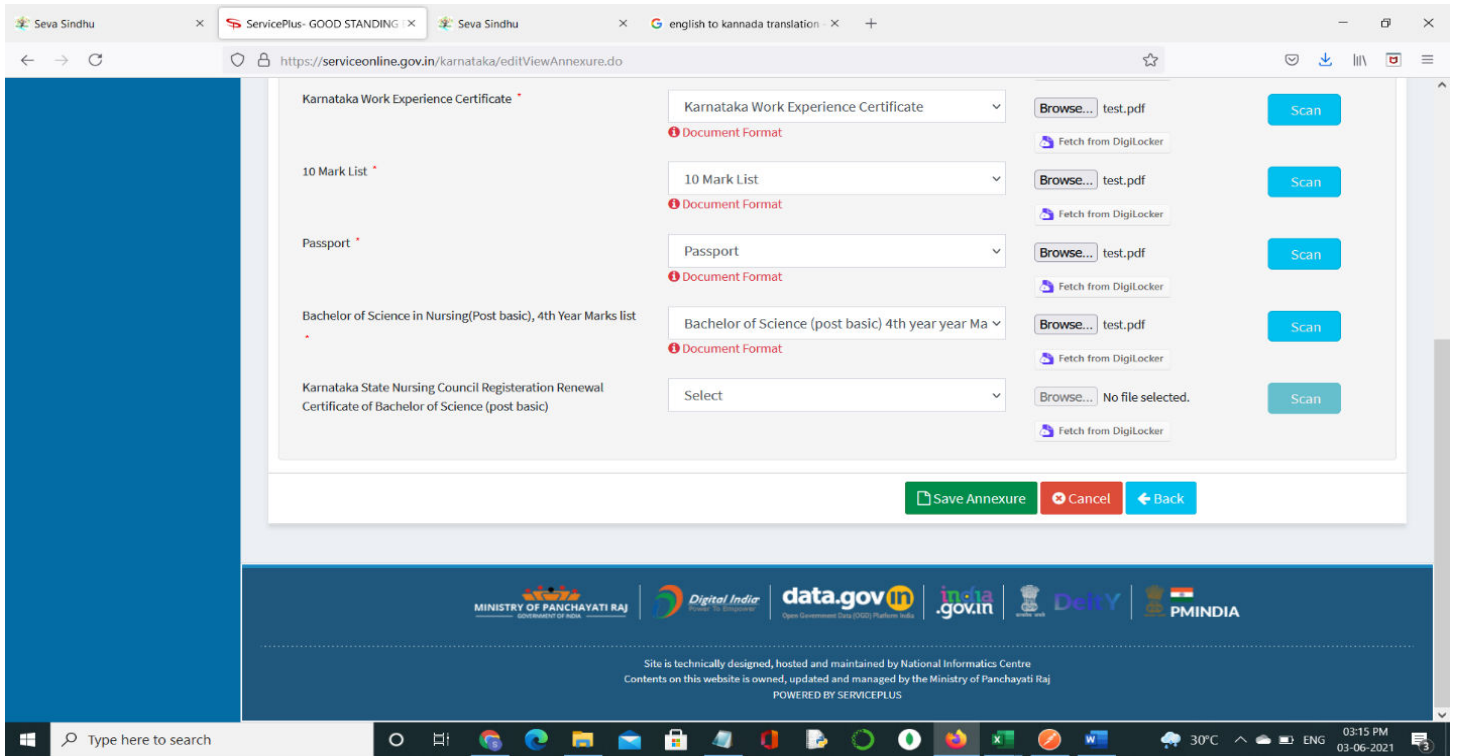 Seva Sindhu
ServicePlus- GOOD STANDING
Seva Sindhu
english to kannada translation -
https://serviceonline.gov.in/karnataka/editViewAnnexure.do
Karnataka Work Experience Certificate *
Karnataka Work Experience Certificate
Browse... test.pdf
Scan
Document Format
Fetch from DigiLocker
10 Mark List *
10 Mark List
Browse... test.pdf
Scan
Document Format
Fetch from DigiLocker
Passport *
Passport
Browse... test.pdf
Scan
Document Format
Fetch from DigiLocker
Bachelor of Science in Nursing(Post basic), 4th Year Marks list
*
Bachelor of Science (post basic) 4th year year Ma
Browse... test.pdf
Scan
Document Format
Fetch from DigiLocker
Karnataka State Nursing Council Registeration Renewal
Certificate of Bachelor of Science (post basic)
Select
Browse... No file selected.
Scan
Fetch from DigiLocker
Save Annexure
Cancel
Back
MINISTRY OF PANCHAYATI RAJ
GOVERNMENT OF INDIA
Digital India
Power To Empower
data.gov in
Open Government Data (OGD) Platform India
india
.gov.in
DeitY
PMINDIA
Site is technically designed, hosted and maintained by National Informatics Centre
Contents on this website is owned, updated and managed by the Ministry of Panchayati Raj
POWERED BY SERVICEPLUS
Type here to search
30°C
ENG
03:15 PM
03-06-2021
3